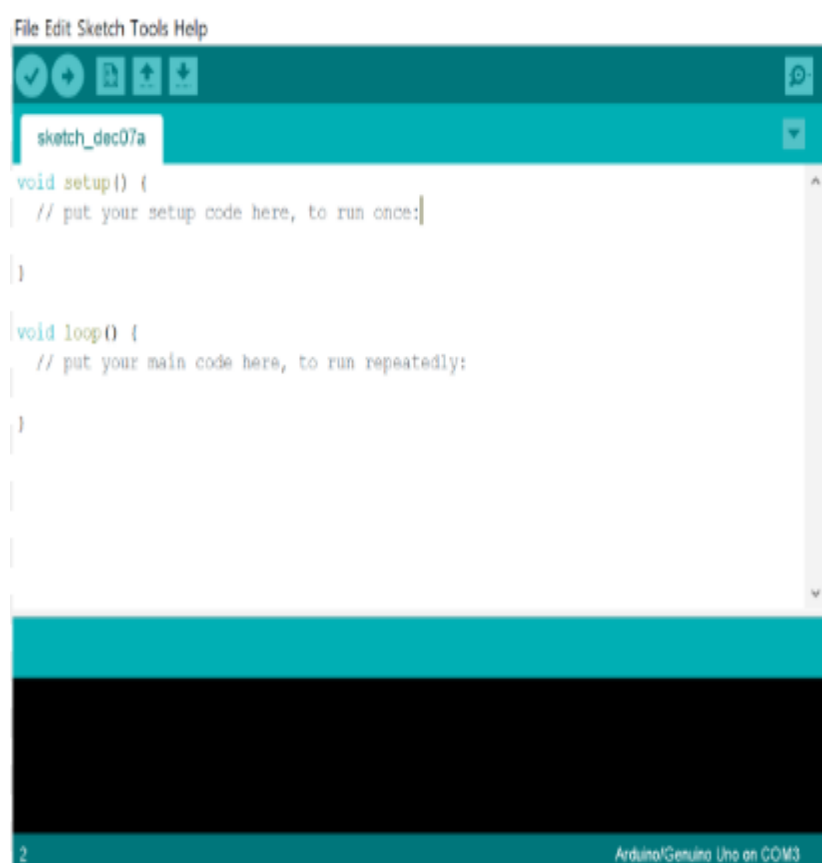 File Edit Sketch Tools Help
sketch_dec07a
void setup() {
// put your setup code here, to run once:
}
void loop() {
// put your main code here, to run repeatedly:
}
2
Arduino/Genuino Uno on COM3